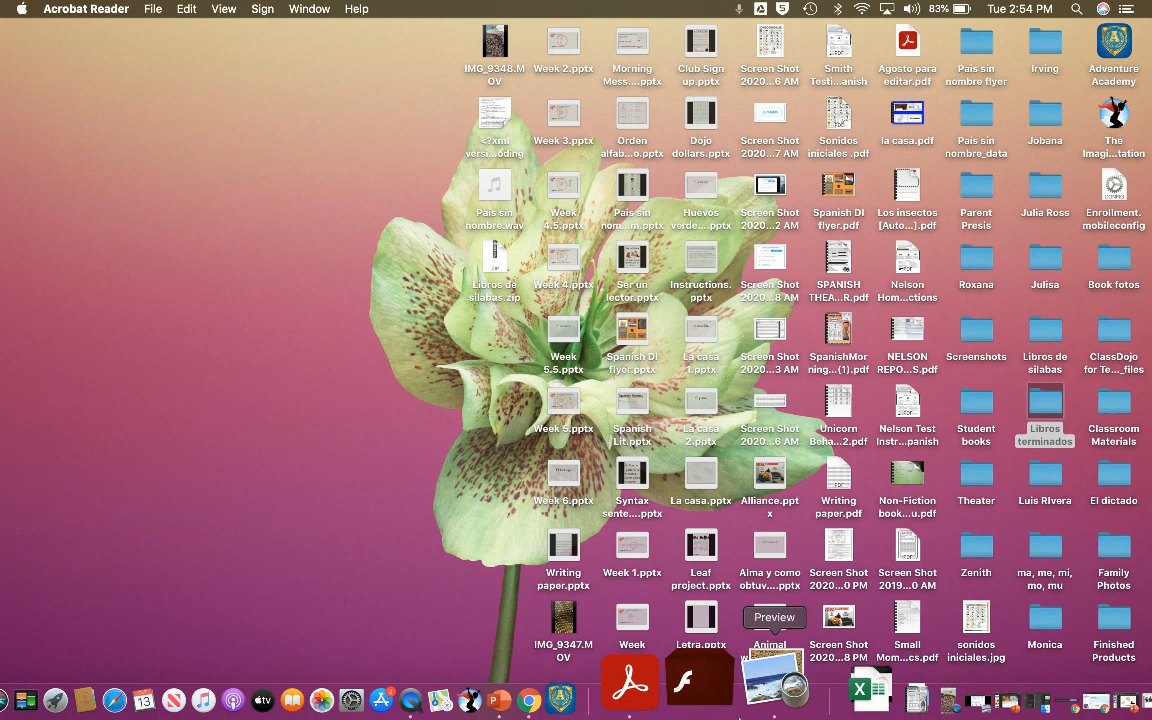 Acrobat Reader File Edit View Sign Window Help 83% Tue 2:54 PM
IMG_9348.M
OV
Week 2.pptx
Morning
Mess....pptx
Club Sign
up.pptx
Screen Shot
2020...6 AM
Smith
Testi...anish
Agosto para
editar.pdf
Pais sin
nombre flyer
Irving
Adventure
Academy
<?xml
versi...oding
Week 3.pptx
Orden
alfab...o.pptx
Dojo
dollars.pptx
Screen Shot
2020...7 AM
Sonidos
iniciales .pdf
la casa.pdf
Pais sin
nombre_data
Jobana
The
Imagi...tation
Pais sin
nombre.wav
Week
4.5.pptx
Pais sin
nom...m.pptx
Huevos
verde....pptx
Screen Shot
2020...2 AM
Spanish DI
flyer.pdf
Los insectos
[Auto...].pdf
Parent
Presis
Julia Ross
Enrollment.
mobileconfig
Libros de
silabas.zip
Week 4.pptx
Ser un
lector.pptx
Instructions.
pptx
Screen Shot
2020...8 AM
SPANISH
THEA...R.pdf
Nelson
Hom...ctions
Roxana
Julisa
Book fotos
Week
5.5.pptx
Spanish DI
flyer.pptx
La casa
1.pptx
Screen Shot
2020...3 AM
SpanishMor
ning...(1).pdf
NELSON
REPO...S.pdf
Screenshots
Libros de
silabas
ClassDojo
for Te..._files
Week 5.pptx
Spanish
Lit.pptx
La casa
2.pptx
Screen Shot
2020...6 AM
Unicorn
Beha...2.pdf
Nelson Test
Instr...panish
Student
books
Libros
terminados
Classroom
Materials
Week 6.pptx
Syntax
sente....pptx
La casa.pptx
Alliance.ppt
x
Writing
paper.pdf
Non-Fiction
book...u.pdf
Theater
Luis RIvera
El dictado
Writing
paper.pptx
Week 1.pptx
Leaf
project.pptx
Alma y como
obtuv....pptx
Screen Shot
2020...0 PM
Screen Shot
2019...0 AM
Zenith
ma, me, mi,
mo, mu
Family
Photos
Preview
IMG_9347.M
OV
Week
Letra.pptx
Animal
Screen Shot
2020...8 PM
Small
Mom...cs.pdf
sonidos
iniciales.jpg
Monica
Finished
Products